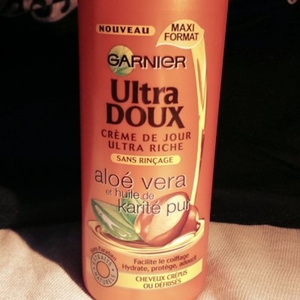 NOUVEAU
MAXI
FORMAT
GARNIER
Ultra
DOUX
CRÈME DE JOUR
ULTRA RICHE
SANS RINÇAGE
aloé vera
et huile de
karité pur
Facilite le coiffage
Hydrate, protège, adoucit
CHEVEUX CRÉPUS
OU DÉFRISÉS